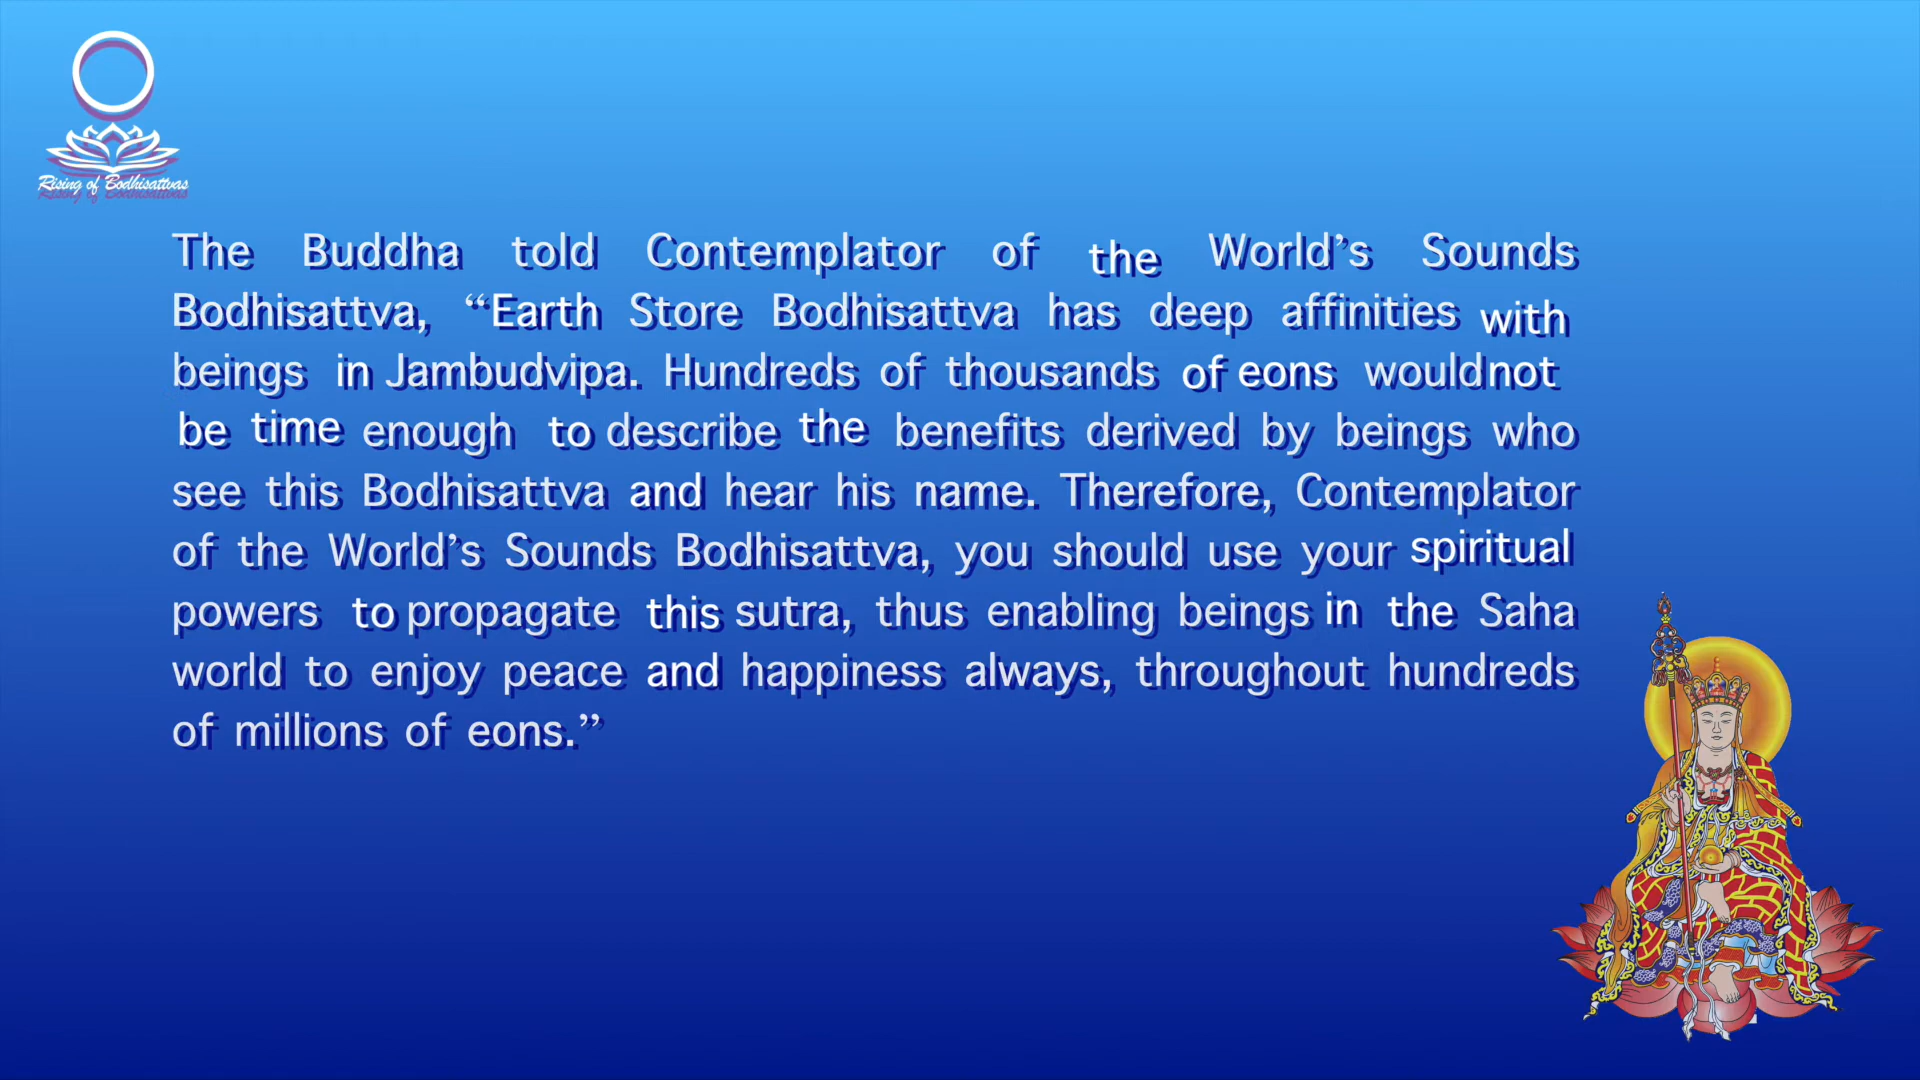 Rising of Bodhisattvas
The Buddha told Contemplator of the World’s Sounds
Bodhisattva, “Earth Store Bodhisattva has deep affinities with
beings in Jambudvipa. Hundreds of thousands of eons would not
be time enough to describe the benefits derived by beings who
see this Bodhisattva and hear his name. Therefore, Contemplator
of the World’s Sounds Bodhisattva, you should use your spiritual
powers to propagate this sutra, thus enabling beings in the Saha
world to enjoy peace and happiness always, throughout hundreds
of millions of eons.”